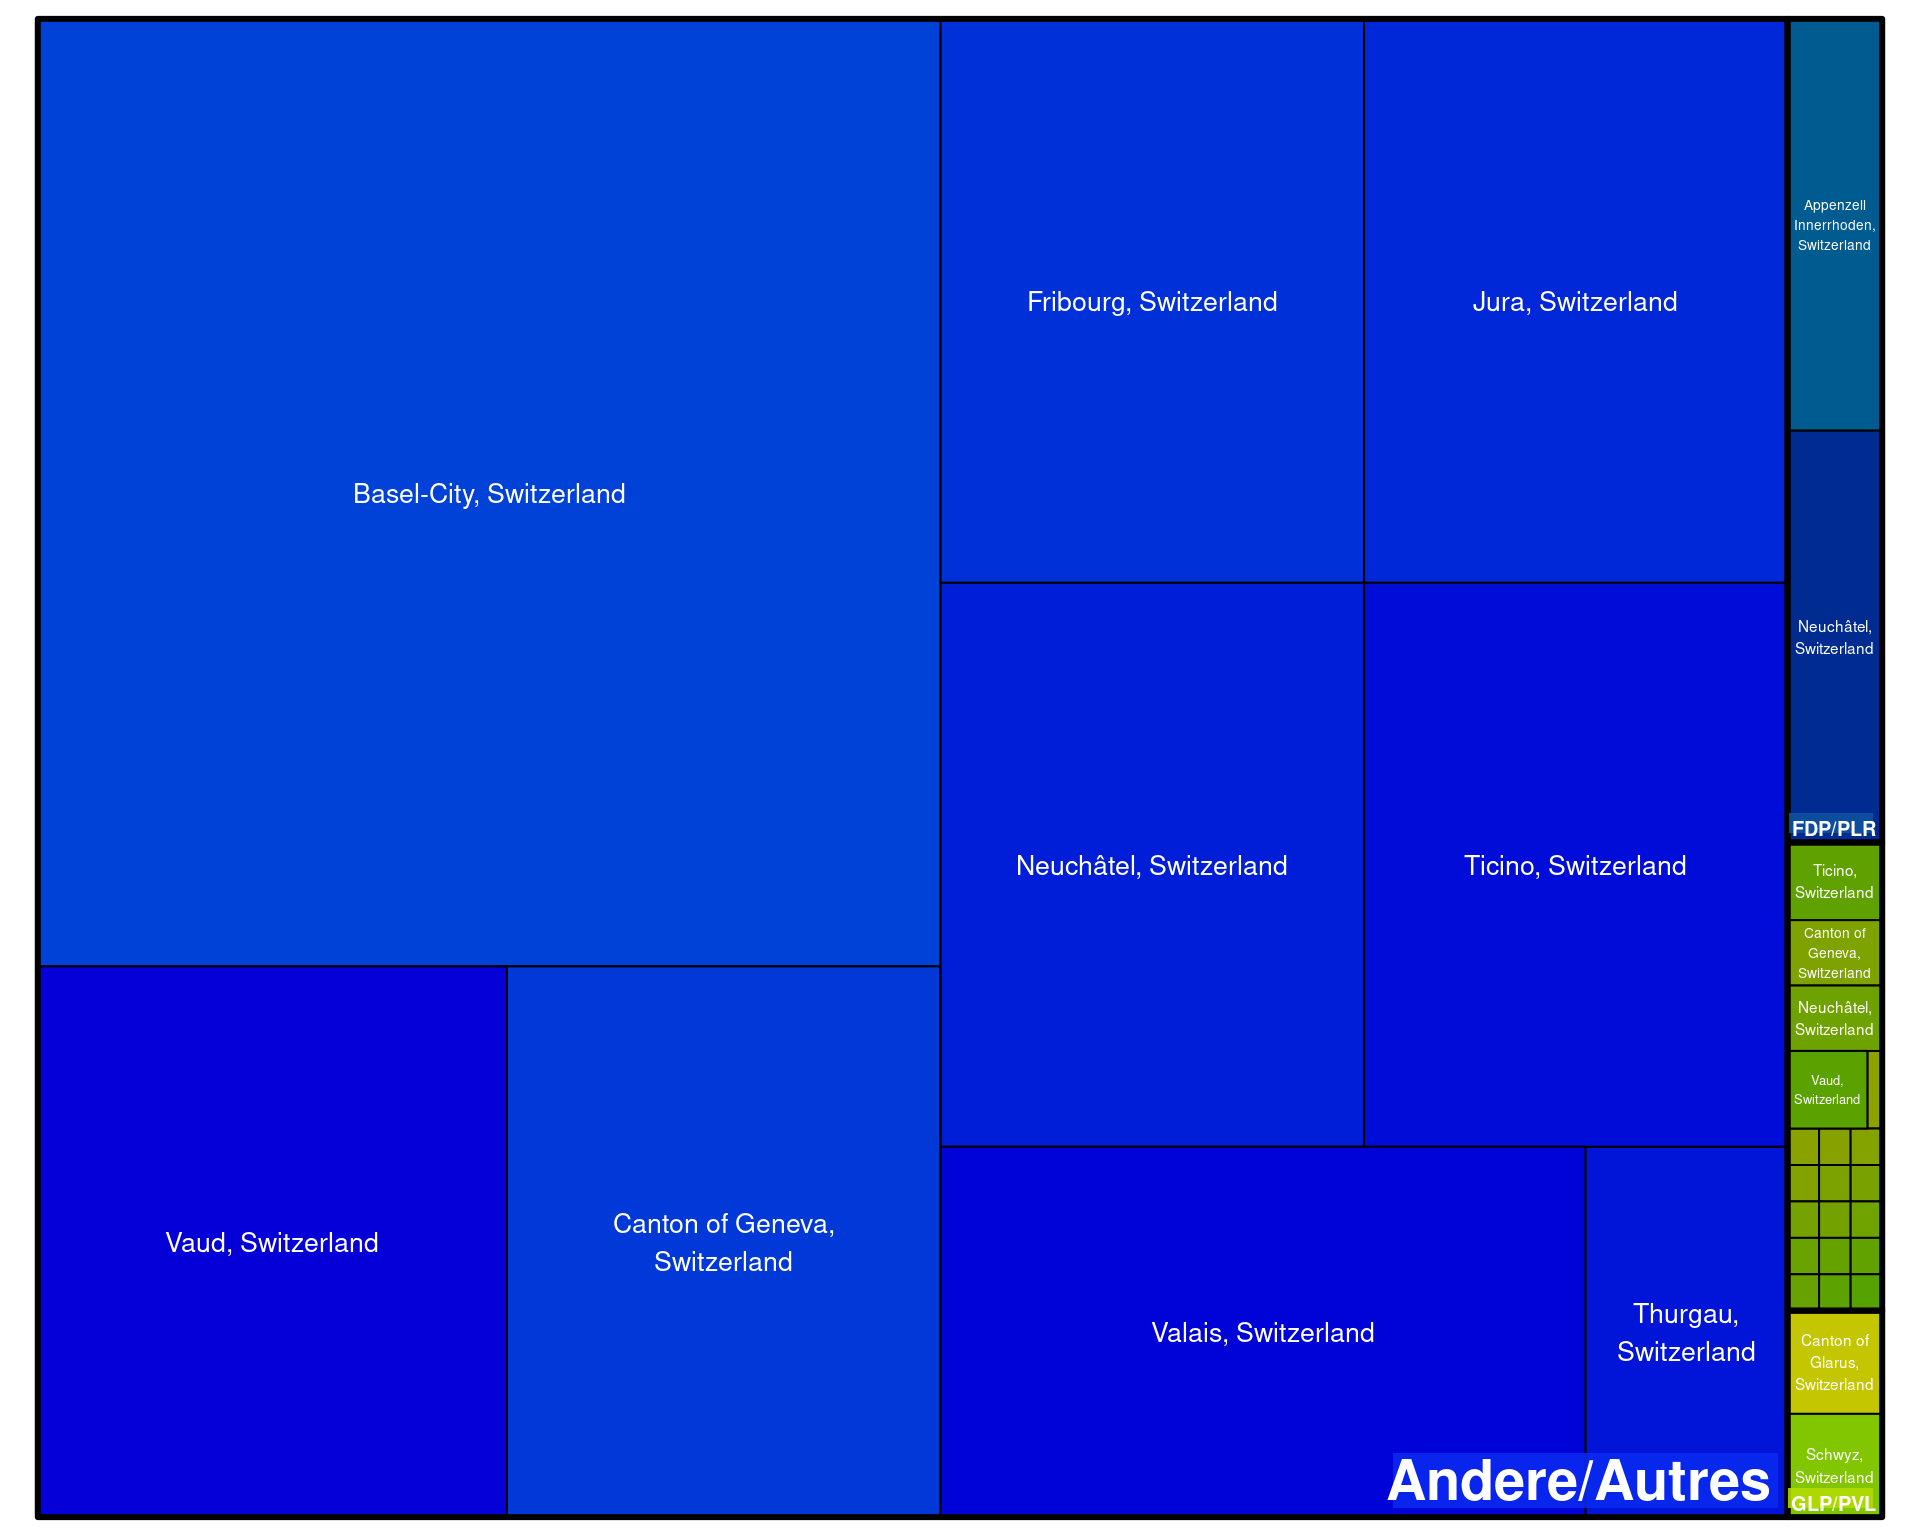 Basel-City, Switzerland
Fribourg, Switzerland
Jura, Switzerland
Neuchâtel, Switzerland
Ticino, Switzerland
Vaud, Switzerland
Canton of Geneva,
Switzerland
Valais, Switzerland
Thurgau,
Switzerland
Andere/Autres
Appenzell
Innerrhoden,
Switzerland
Neuchâtel,
Switzerland
FDP/PLR
Ticino,
Switzerland
Canton of
Geneva,
Switzerland
Neuchâtel,
Switzerland
Vaud,
Switzerland
Canton of
Glarus,
Switzerland
Schwyz,
Switzerland
GLP/PVL